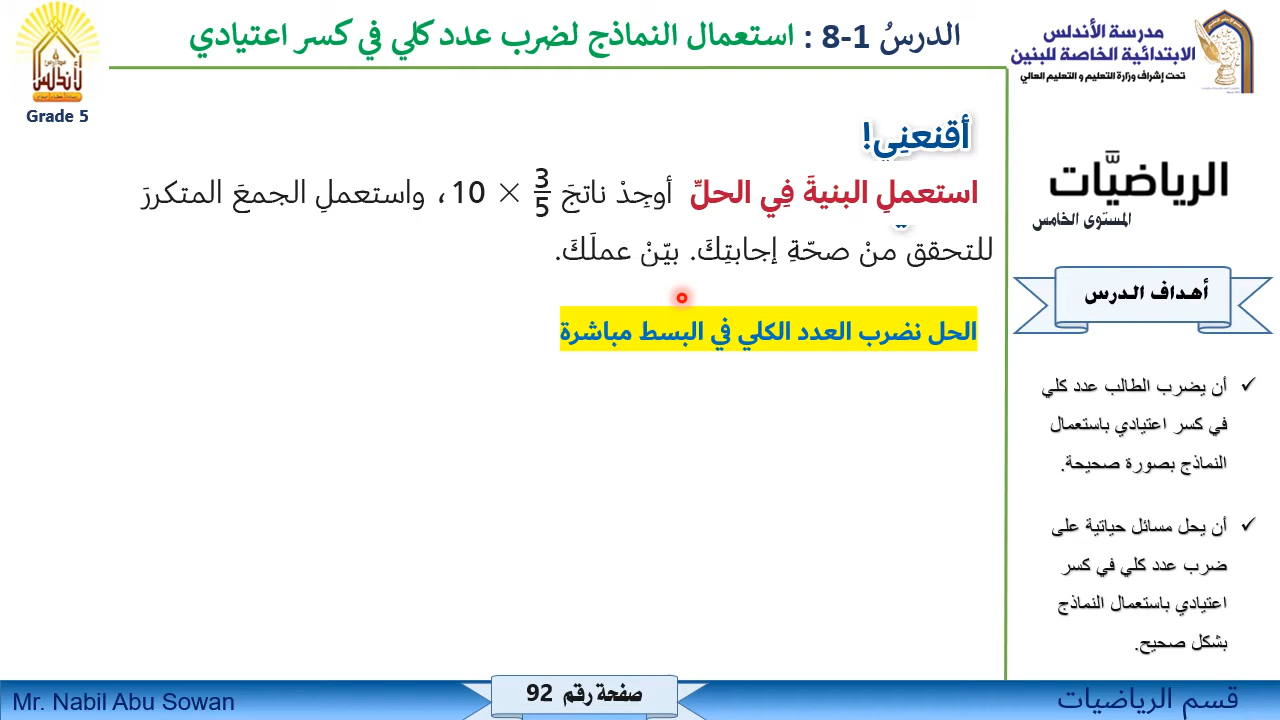 الدرسُ 1-8 : استعمال النماذج لضرب عدد كلي في كسر اعتيادي
مدرسة الأندلس
الابتدائية الخاصة للبنين
تحت إشراف وزارة التعليم و التعليم العالي
Grade 5
الرياضيَّات
المستوى الخامس
أقنعنِي!
استعملِ البنيةَ فِي الحلِّ أوجِدْ ناتجَ 3/5 × 10، واستعملِ الجمعَ المتكررَ
للتحقق منْ صحّةِ إجابتِكَ. بيّنْ عملَكَ.
الحل نضرب العدد الكلي في البسط مباشرة
أهداف الدرس
✓ أن يضرب الطالب عدد كلي
في كسر اعتيادي باستعمال
النماذج بصورة صحيحة.
✓ أن يحل مسائل حياتية على
ضرب عدد كلي في كسر
اعتيادي باستعمال النماذج
بشكل صحيح.
قسم الرياضيات
صفحة رقم 92
Mr. Nabil Abu Sowan